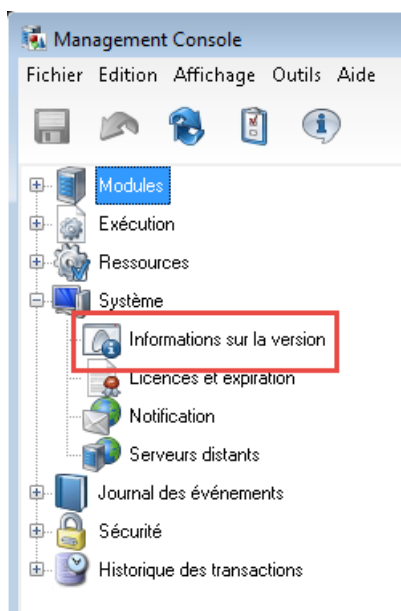 Management Console
Fichier Edition Affichage Outils Aide
Modules
Exécution
Ressources
Système
Informations sur la version
Licences et expiration
Notification
Serveurs distants
Journal des événements
Sécurité
Historique des transactions